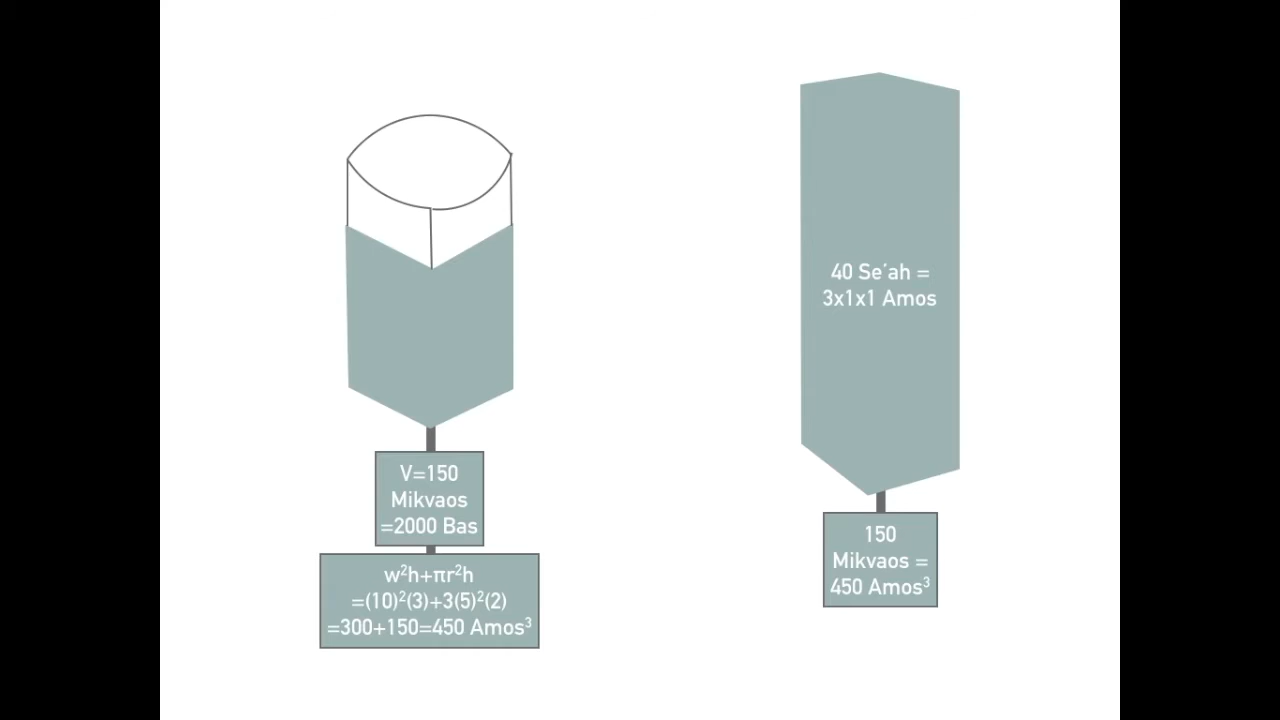 V=150
Mikvaos
=2000 Bas
w²h+πr²h
=(10)²(3)+3(5)²(2)
=300+150=450 Amos³
40 Se’ah =
3x1x1 Amos
150
Mikvaos =
450 Amos³